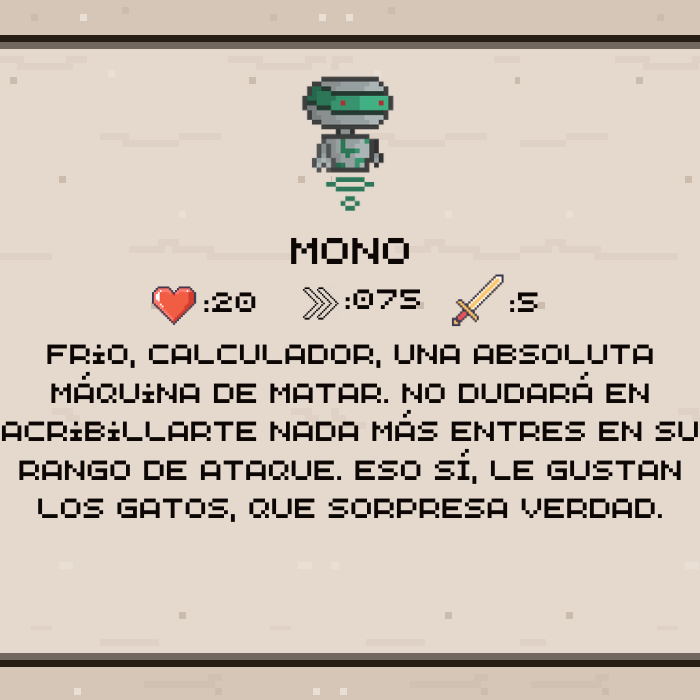 MONO
:20 :075 :5
FRiO, CALCULADOR, UNA ABSOLUTA
MÁQUiNA DE MATAR. NO DUDARÁ EN
ACRiBiLLARTE NADA MÁS ENTRES EN SU
RANGO DE ATAQUE. ESO SÍ, LE GUSTAN
LOS GATOS, QUE SORPRESA VERDAD.